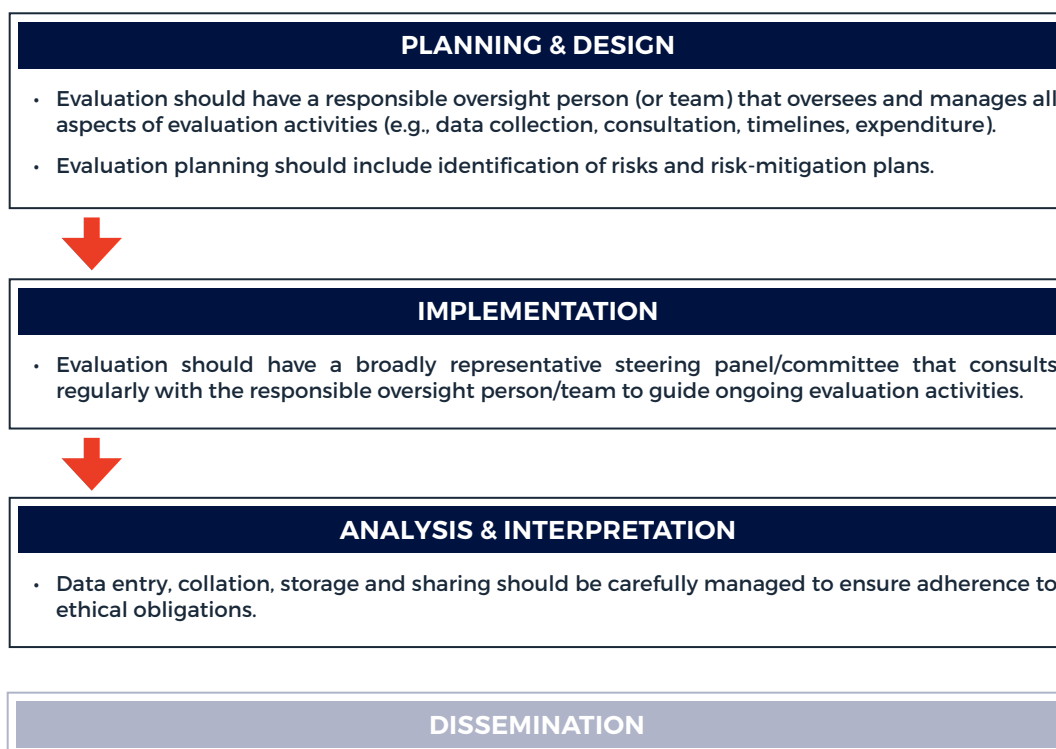 PLANNING & DESIGN
• Evaluation should have a responsible oversight person (or team) that oversees and manages all
aspects of evaluation activities (e.g., data collection, consultation, timelines, expenditure).
• Evaluation planning should include identification of risks and risk-mitigation plans.
IMPLEMENTATION
• Evaluation should have a broadly representative steering panel/committee that consults
regularly with the responsible oversight person/team to guide ongoing evaluation activities.
ANALYSIS & INTERPRETATION
• Data entry, collation, storage and sharing should be carefully managed to ensure adherence to
ethical obligations.
DISSEMINATION